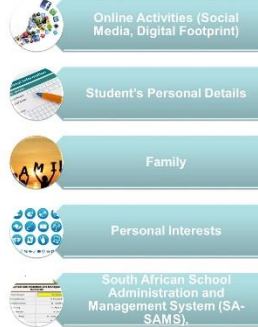 Online Activities (Social
Media, Digital Footprint)
Student's Personal Details
FAMI
Family
Personal Interests
South African School
Administration and
Management System (SA-
SAMS),